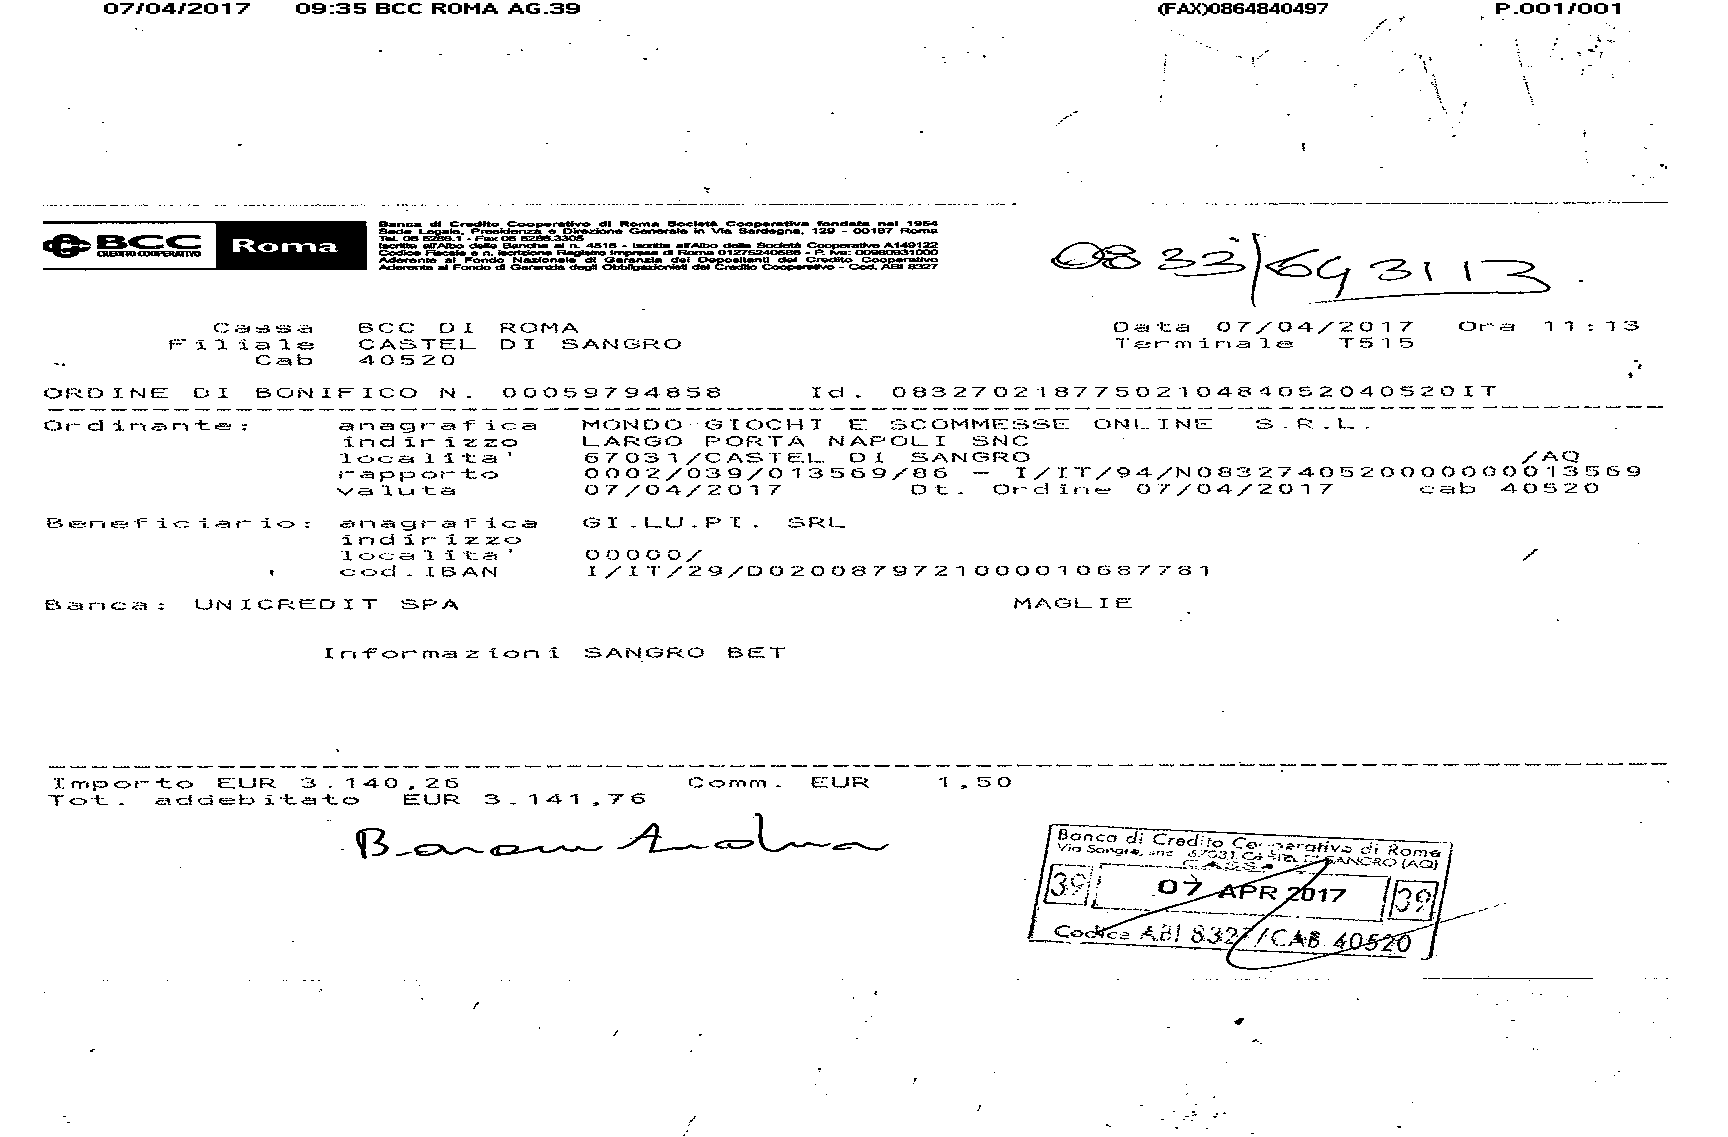 07/04/2017 09:35 BCC ROMA AG.39 (FAX)0864840497 P.001/001
BCC CREDITO COOPERATIVO Roma
Banca di Credito Cooperativo di Roma Società Cooperativa fondata nel 1954
Sede Legale, Presidenza e Direzione Generale in Via Sardegna, 129 - 00187 Roma
Tel. 06 5286.1 - Fax 06 5286.3305
Iscritta all'Albo delle Banche al n. 4516 - Iscritta all'Albo delle Società Cooperative A149122
Codice Fiscale e n. iscrizione Registro Imprese di Roma 01275240586 - P. Iva: 00980931000
Aderente al Fondo Nazionale di Garanzia dei Depositanti del Credito Cooperativo
Aderente al Fondo di Garanzia degli Obbligazionisti del Credito Cooperativo - Cod. ABI 8327
0833/693113
Cassa BCC DI ROMA Data 07/04/2017 Ora 11:13
Filiale CASTEL DI SANGRO Terminale T515
Cab 40520
ORDINE DI BONIFICO N. 00059794858 Id. 0832702187750210484052040520IT
Ordinante: anagrafica MONDO GIOCHI E SCOMMESSE ONLINE S.R.L.
indirizzo LARGO PORTA NAPOLI SNC
localita' 67031/CASTEL DI SANGRO /AQ
rapporto 0002/039/013569/86 - I/IT/94/N0832740520000000013569
valuta 07/04/2017 Dt. Ordine 07/04/2017 cab 40520
Beneficiario: anagrafica GI.LU.PI. SRL
indirizzo
localita' 00000/ /
cod.IBAN I/IT/29/D0200879721000010687781
Banca: UNICREDIT SPA MAGLIE
Informazioni SANGRO BET
Importo EUR 3.140,26 Comm. EUR 1,50
Tot. addebitato EUR 3.141,76
Banca di Credito Cooperativo di Roma
Via Sangro, snc 67031 CASTEL DI SANGRO (AQ)
CASSA
39 07 APR 2017 39
Codice ABI 8327/CAB 40520